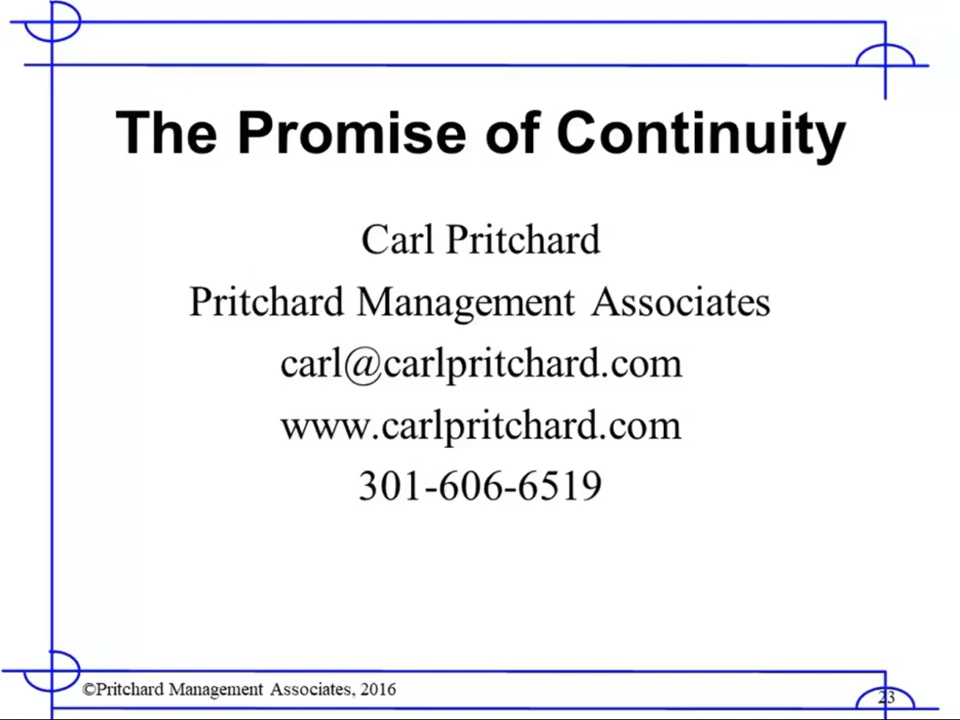 The Promise of Continuity
Carl Pritchard
Pritchard Management Associates
carl@carlpritchard.com
www.carlpritchard.com
301-606-6519
©Pritchard Management Associates, 2016
23